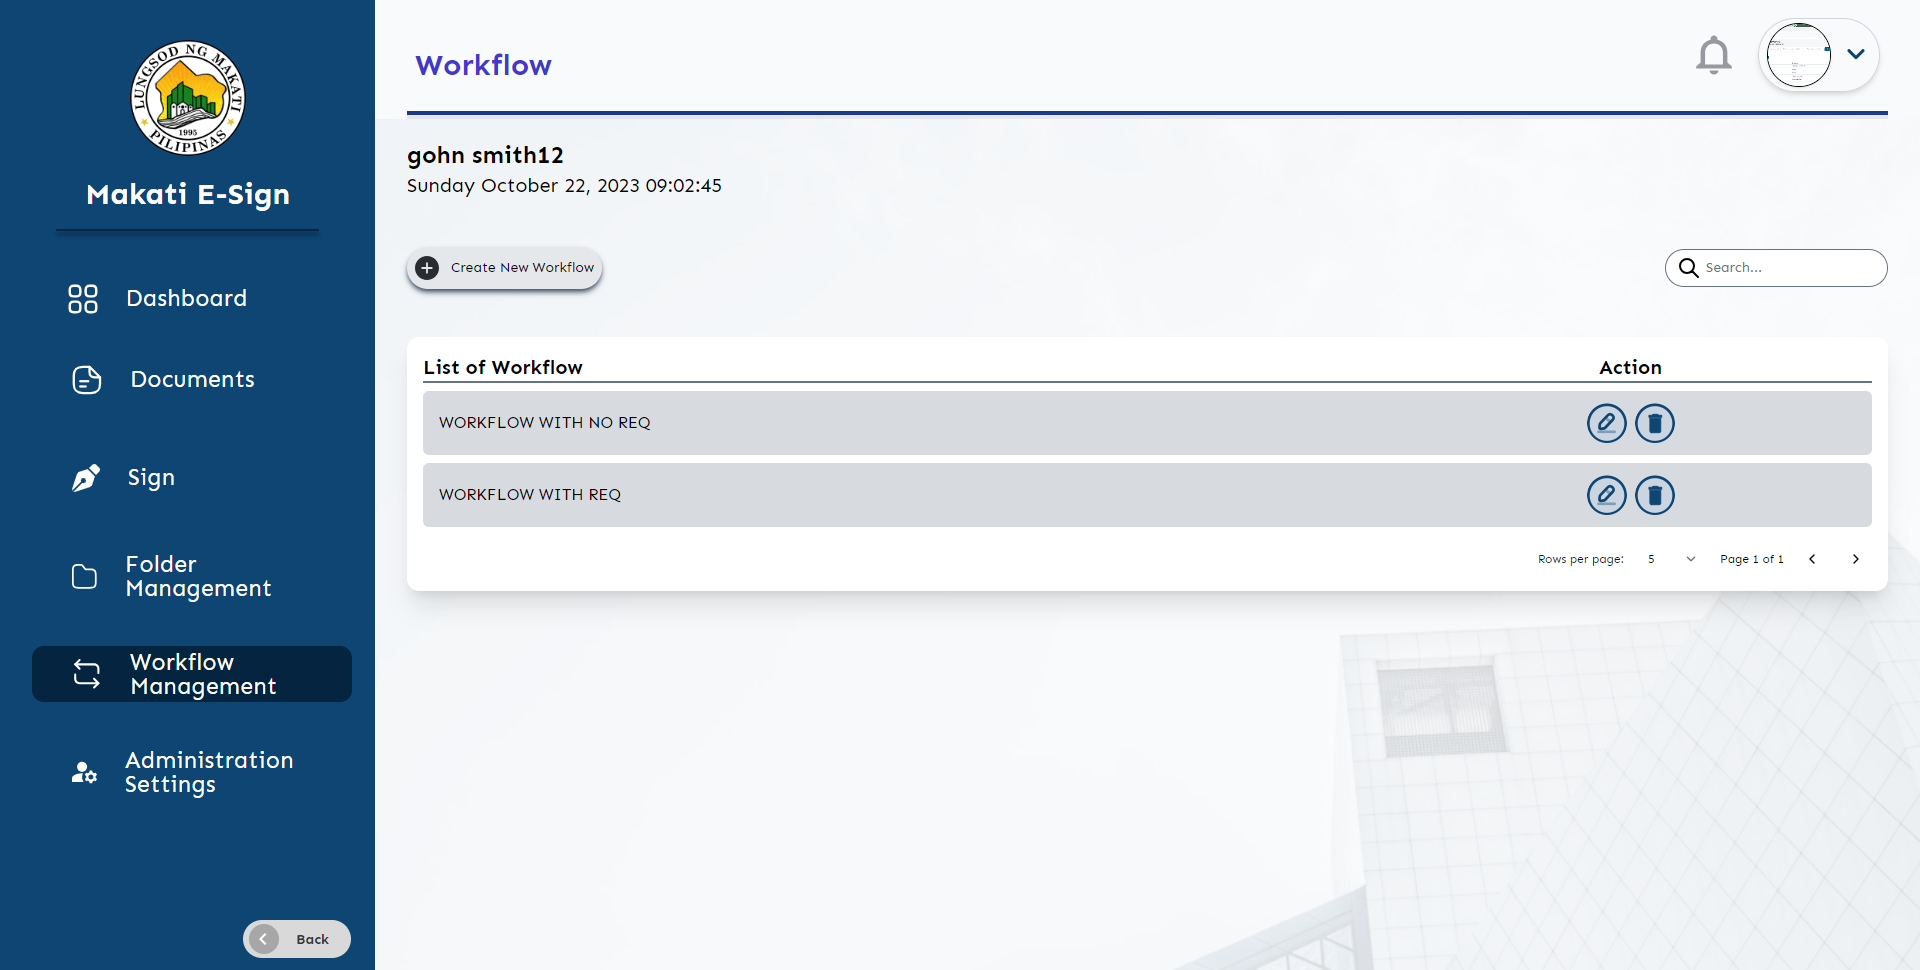 LUNGSOD NG MAKATI
1995
PILIPINAS
Makati E-Sign
Dashboard
Documents
Sign
Folder
Management
Workflow
Management
Administration
Settings
Back
Workflow
gohn smith12
Sunday October 22, 2023 09:02:45
Create New Workflow
Search...
List of Workflow Action
WORKFLOW WITH NO REQ
WORKFLOW WITH REQ
Rows per page: 5 Page 1 of 1